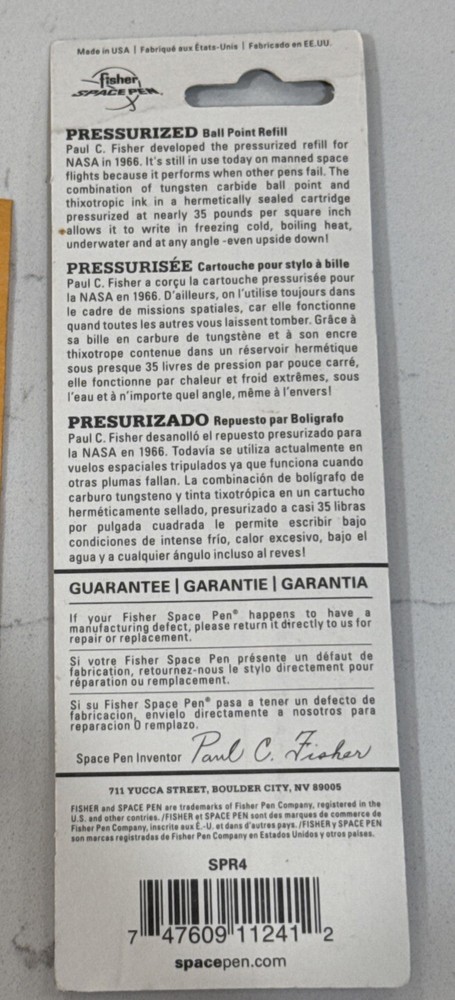 Made in USA | Fabriqué aux États-Unis | Fabricado en EE.UU.
fisher
SPACE PEN
PRESSURIZED Ball Point Refill
Paul C. Fisher developed the pressurized refill for
NASA in 1966. It's still in use today on manned space
flights because it performs when other pens fail. The
combination of tungsten carbide ball point and
thixotropic ink in a hermetically sealed cartridge
pressurized at nearly 35 pounds per square inch
allows it to write in freezing cold, boiling heat,
underwater and at any angle -even upside down!
PRESSURISÉE Cartouche pour stylo à bille
Paul C. Fisher a corçu la cartouche pressurisée pour
la NASA en 1966. D'ailleurs, on l'utilise toujours dans
le cadre de missions spatiales, car elle fonctionne
quand toutes les autres vous laissent tomber. Grâce à
sa bille en carbure de tungstène et à son encre
thixotrope contenue dans un réservoir hermétique
sous presque 35 livres de pression par pouce carré,
elle fonctionne par chaleur et froid extrêmes, sous
l'eau et à n'importe quel angle, même à l'envers!
PRESURIZADO Repuesto par Boligrafo
Paul C. Fisher desanolló el repuesto presurizado para
la NASA en 1966. Todavía se utiliza actualmente en
vuelos espaciales tripulados ya que funciona cuando
otras plumas fallan. La combinación de bolígrafo de
carburo tungsteno y tinta tixotrópica en un cartucho
herméticamente sellado, presurizado a casi 35 libras
por pulgada cuadrada le permite escribir bajo
condiciones de intense frío, calor excesivo, bajo el
agua y a cualquier ángulo incluso al reves!
GUARANTEE | GARANTIE | GARANTIA
If your Fisher Space Pen® happens to have a
manufacturing defect, please return it directly to us for
repair or replacement.
Si votre Fisher Space Pen présente un défaut de
fabrication, retournez-nous le stylo directement pour
réparation ou remplacement.
Si su Fisher Space Pen® pasa a tener un defecto de
fabricacion, envielo directamente a nosotros para
reparacion O remplazo.
Space Pen Inventor Paul C. Fisher
711 YUCCA STREET, BOULDER CITY, NV 89005
FISHER and SPACE PEN are trademarks of Fisher Pen Company, registered in the
U.S. and other contries. /FISHER et SPACE PEN sont des marques de commerce de
Fisher Pen Company, inscrite aux É.-U. et dans d'autres pays. /FISHER y SPACE PEN
son marcas registradas de Fisher Pen Company en Estados Unidos y otros países.
SPR4
7 47609 11241 2
spacepen.com